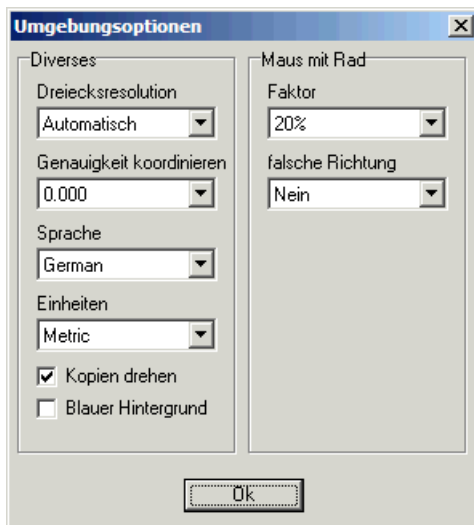 Umgebungsoptionen
Diverses
Dreiecksresolution
Automatisch
Genauigkeit koordinieren
0.000
Sprache
German
Einheiten
Metric
Kopien drehen
Blauer Hintergrund
Maus mit Rad
Faktor
20%
falsche Richtung
Nein
Ok